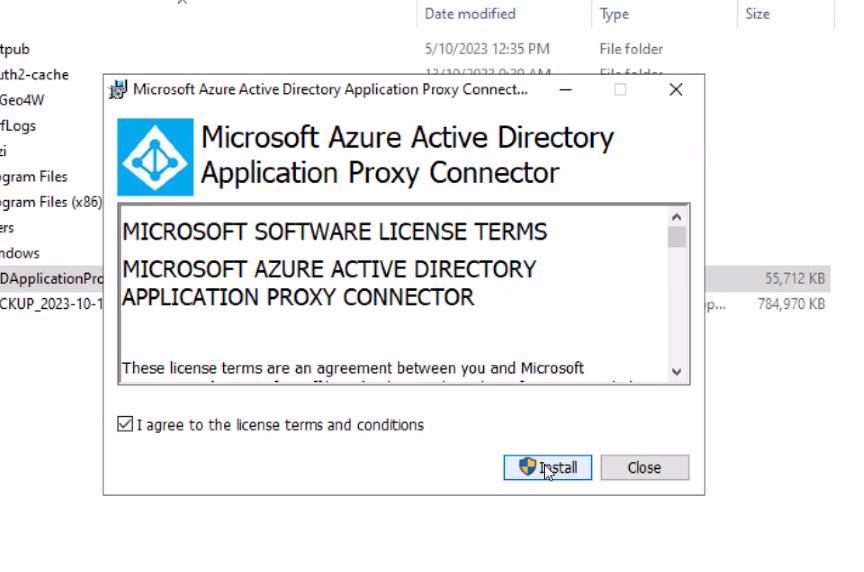 Date modified Type Size
tpub 5/10/2023 12:35 PM File folder
uth2-cache
Geo4W
rfLogs
zi
ogram Files
ogram Files (x86)
ers
ndows
DApplicationPro 55,712 KB
CKUP_2023-10-1 p... 784,970 KB
Microsoft Azure Active Directory Application Proxy Connect...
Microsoft Azure Active Directory
Application Proxy Connector
MICROSOFT SOFTWARE LICENSE TERMS
MICROSOFT AZURE ACTIVE DIRECTORY
APPLICATION PROXY CONNECTOR
These license terms are an agreement between you and Microsoft
I agree to the license terms and conditions
Install Close